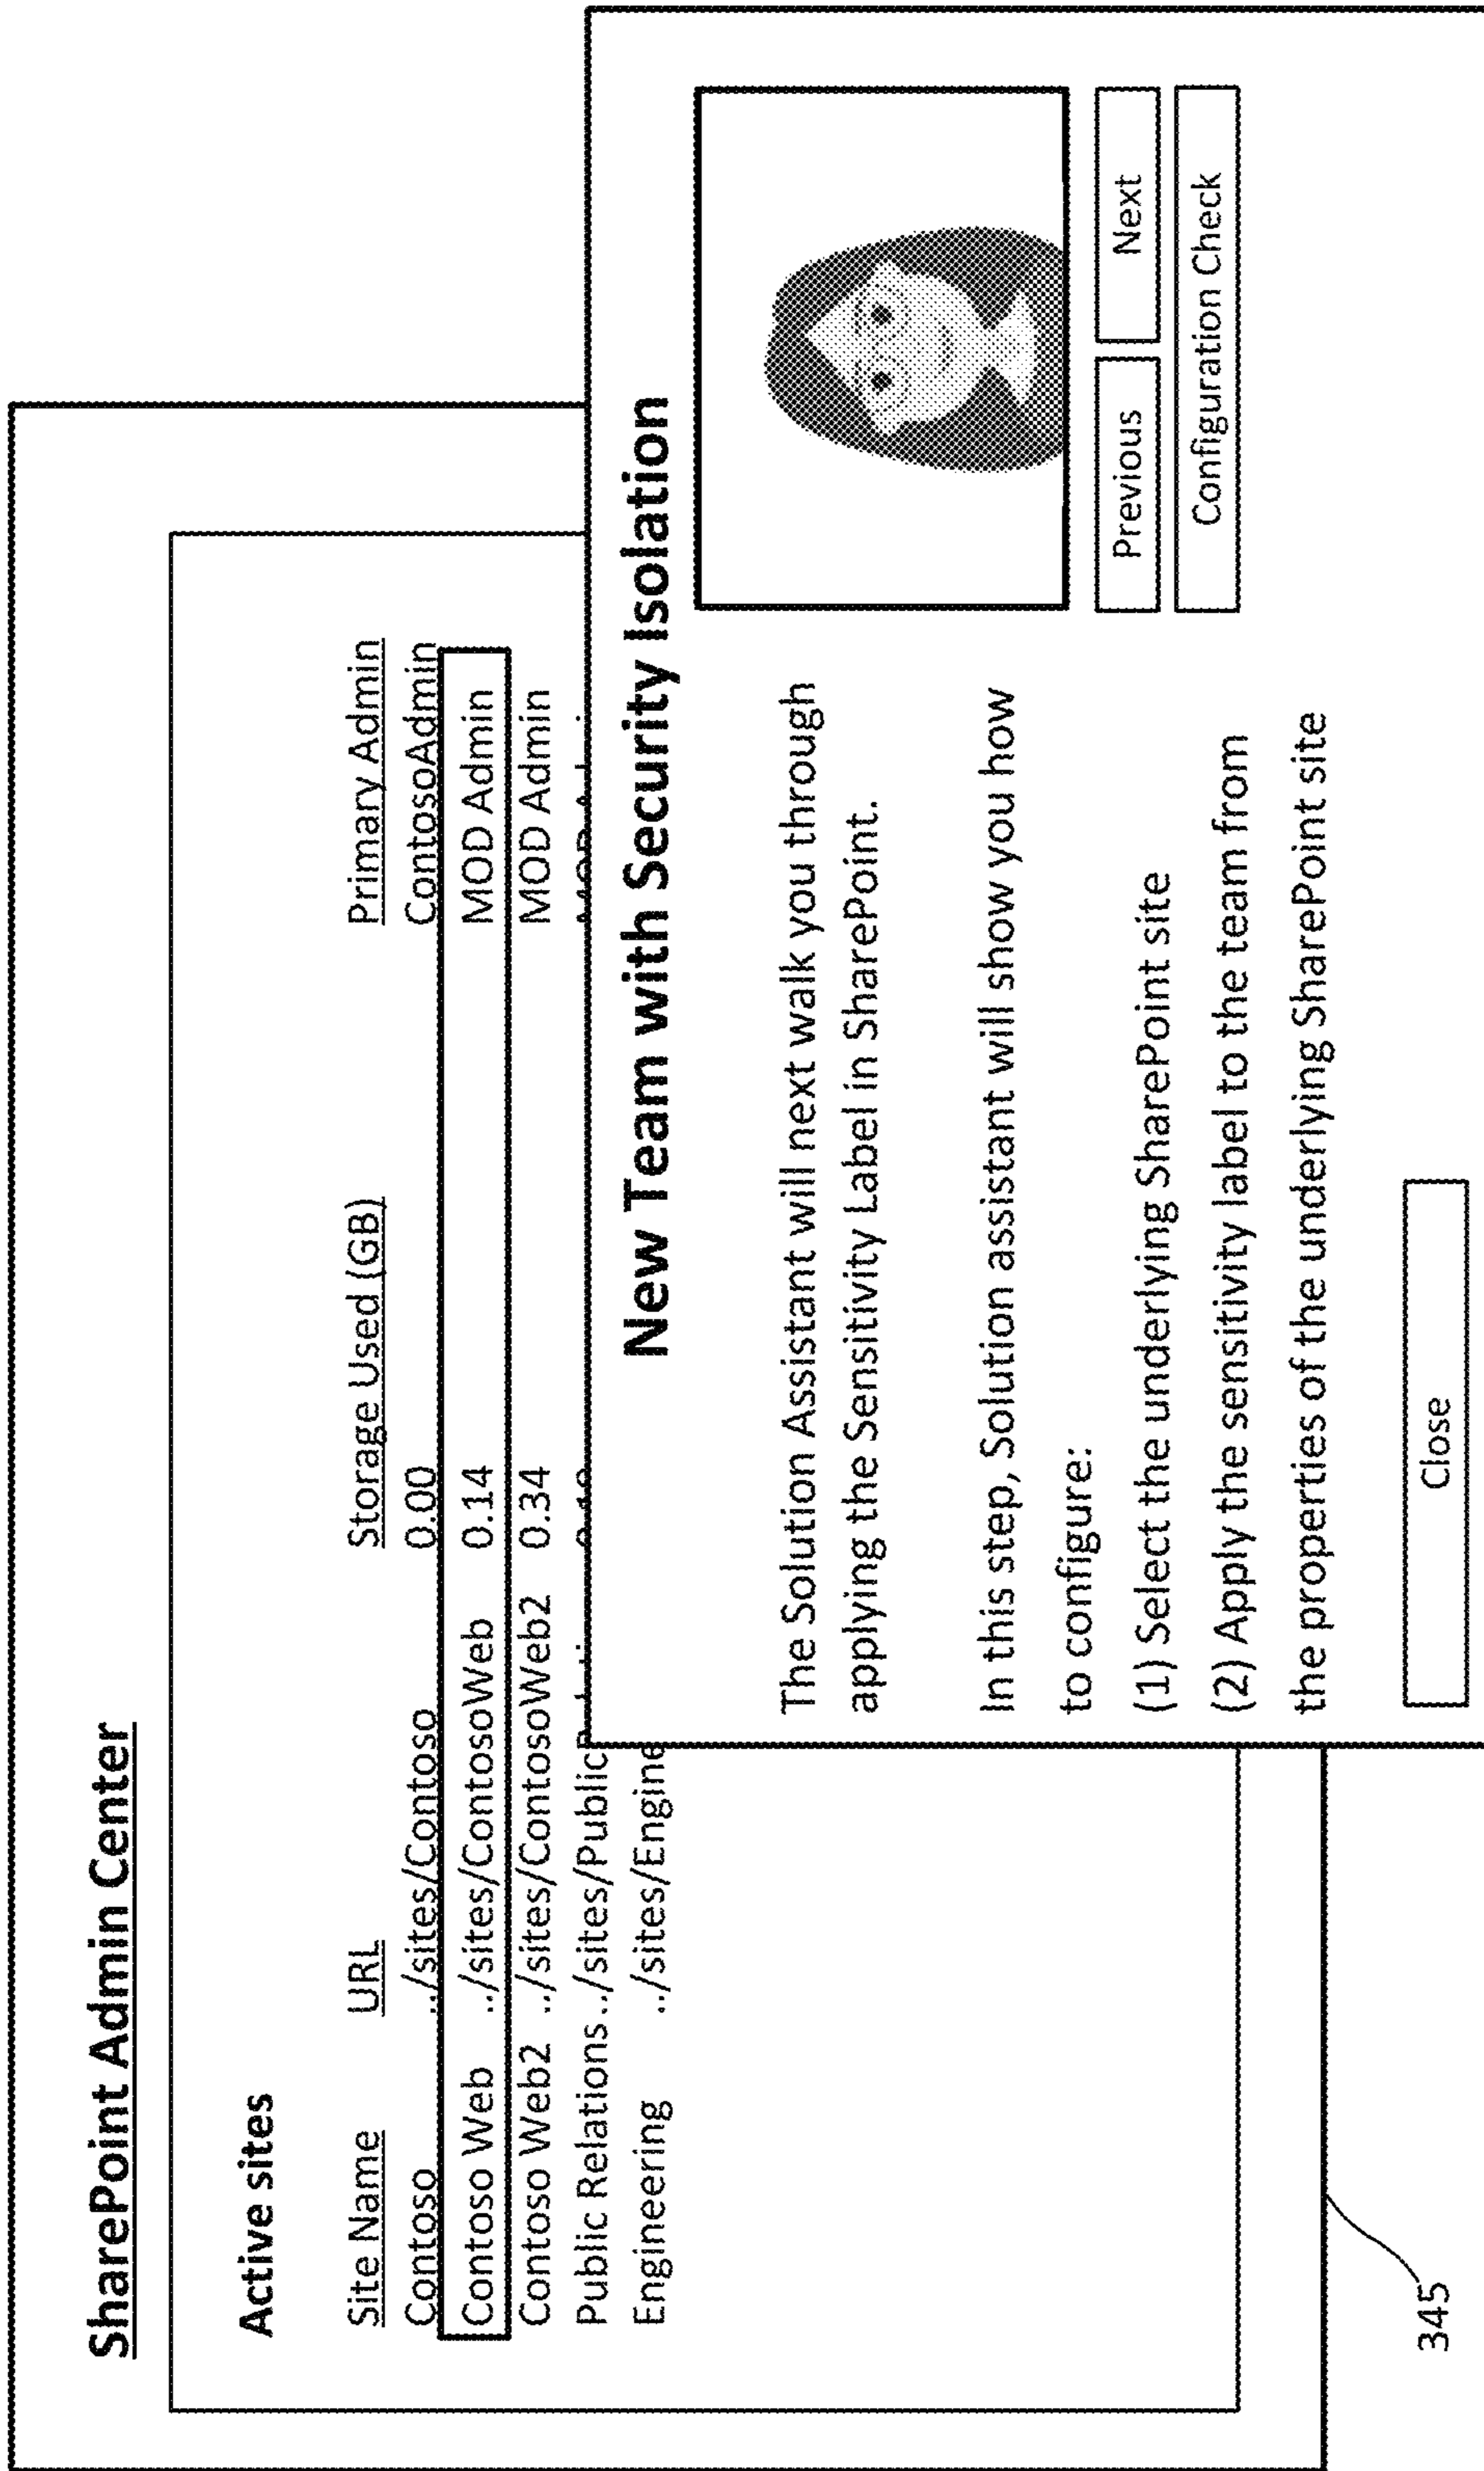 SharePoint Admin Center
Active sites
Site Name URL Storage Used (GB) Primary Admin
Contoso ../sites/Contoso 0.00 ContosoAdmin
Contoso Web ../sites/ContosoWeb 0.14 MOD Admin
Contoso Web2 ../sites/ContosoWeb2 0.34 MOD Admin
Public Relations ../sites/Public
Engineering ../sites/Engine
New Team with Security Isolation
The Solution Assistant will next walk you through
applying the Sensitivity Label in SharePoint.
In this step, Solution assistant will show you how
to configure:
(1) Select the underlying SharePoint site
(2) Apply the sensitivity label to the team from
the properties of the underlying SharePoint site
Previous Next
Configuration Check
Close
345